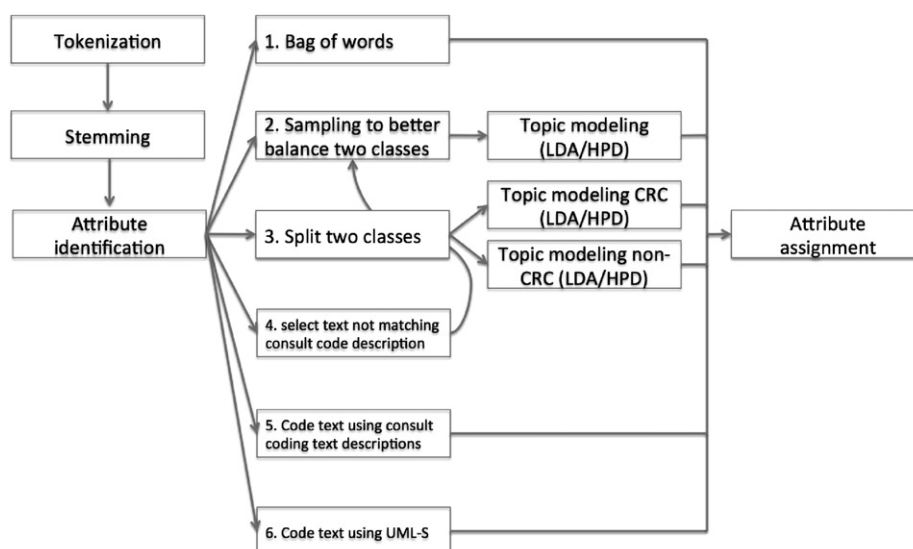 Tokenization
Stemming
Attribute
identification
1. Bag of words
2. Sampling to better
balance two classes
3. Split two classes
4. select text not matching
consult code description
5. Code text using consult
coding text descriptions
6. Code text using UML-S
Topic modeling
(LDA/HPD)
Topic modeling CRC
(LDA/HPD)
Topic modeling non-
CRC (LDA/HPD)
Attribute
assignment